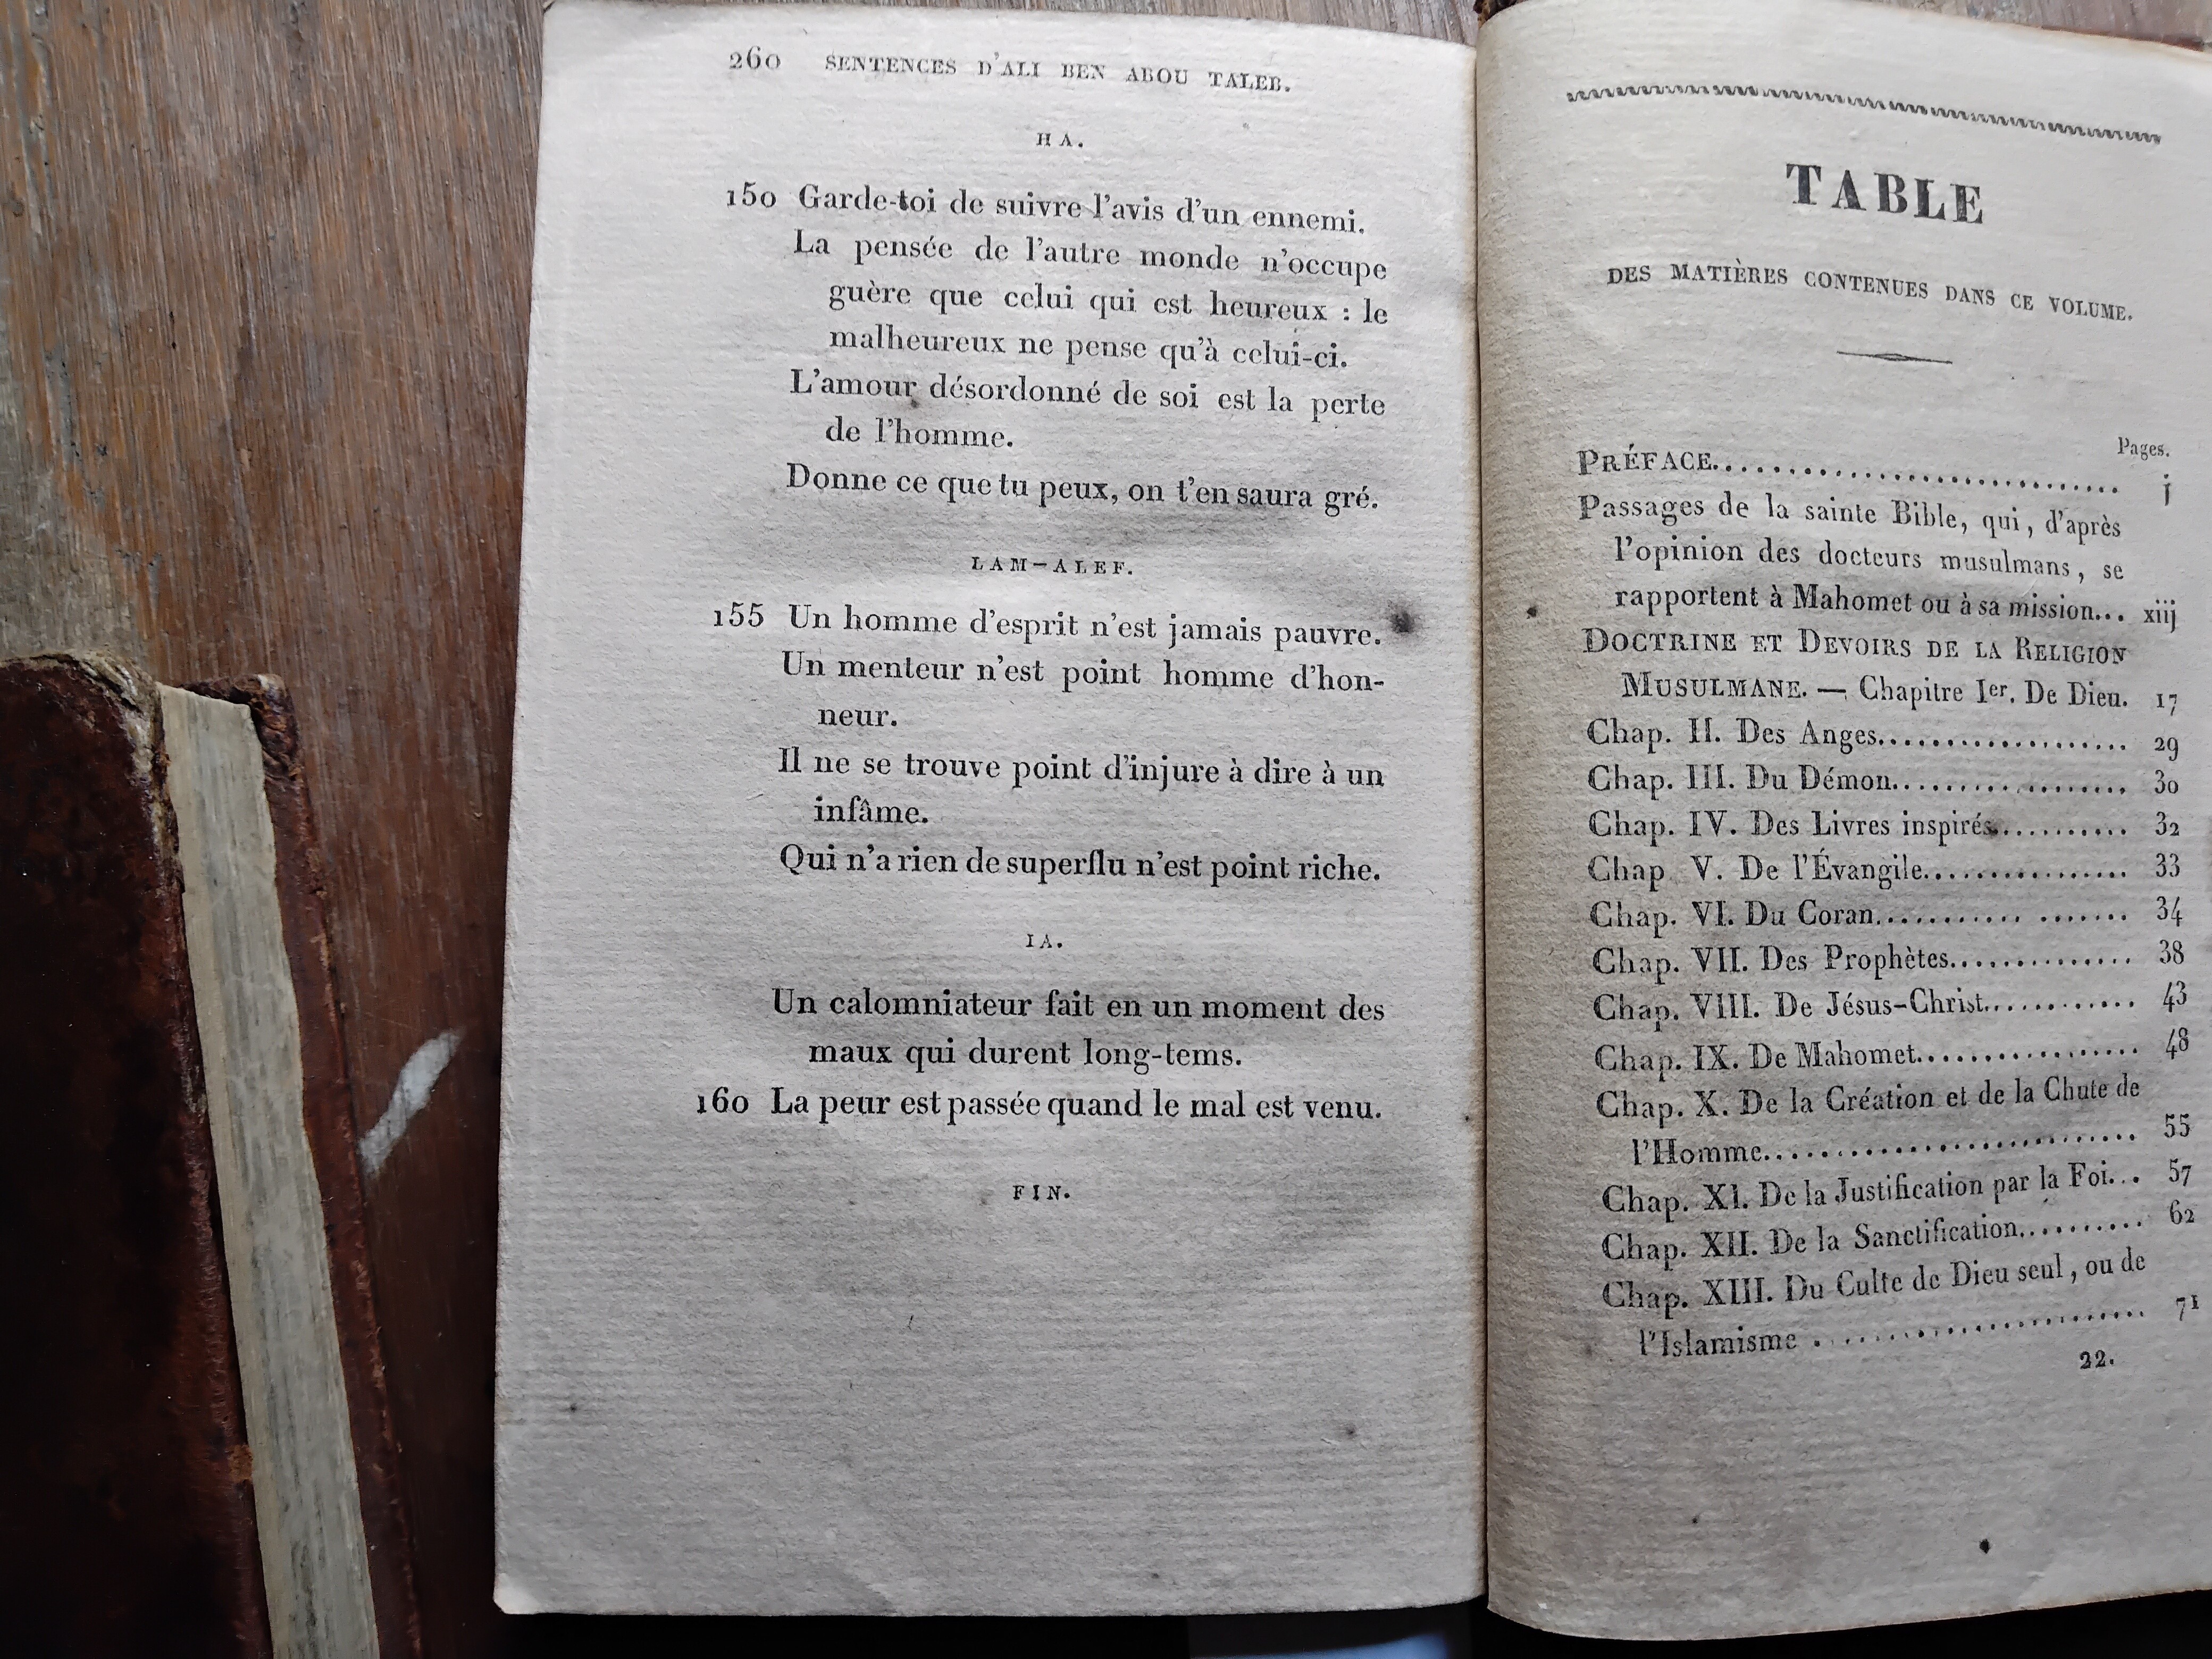 260 SENTENCES D'ALI BEN ABOU TALEB.
HA.
150 Garde-toi de suivre l'avis d'un ennemi.
La pensée de l'autre monde n'occupe
guère que celui qui est heureux : le
malheureux ne pense qu'à celui-ci.
L'amour désordonné de soi est la perte
de l'homme.
Donne ce que tu peux, on t'en saura gré.
LAM-ALEF.
155 Un homme d'esprit n'est jamais pauvre.
Un menteur n'est point homme d'hon-
neur.
Il ne se trouve point d'injure à dire à un
infâme.
Qui n'a rien de superflu n'est point riche.
IA.
Un calomniateur fait en un moment des
maux qui durent long-tems.
160 La peur est passée quand le mal est venu.
FIN.
TABLE
DES MATIÈRES CONTENUES DANS CE VOLUME.
Pages.
PRÉFACE.............................. j
Passages de la sainte Bible, qui, d'après
l'opinion des docteurs musulmans, se
rapportent à Mahomet ou à sa mission... xiij
DOCTRINE ET DEVOIRS DE LA RELIGION
MUSULMANE. — Chapitre Ier. De Dieu. 17
Chap. II. Des Anges................... 29
Chap. III. Du Démon.................. 30
Chap. IV. Des Livres inspirés........... 32
Chap V. De l'Évangile................ 33
Chap. VI. Du Coran........... ....... 34
Chap. VII. Des Prophètes.............. 38
Chap. VIII. De Jésus-Christ............ 43
Chap. IX. De Mahomet................. 48
Chap. X. De la Création et de la Chute de
l'Homme............................ 55
Chap. XI. De la Justification par la Foi... 57
Chap. XII. De la Sanctification.......... 62
Chap. XIII. Du Culte de Dieu seul, ou de
l'Islamisme ......................... 71
22.